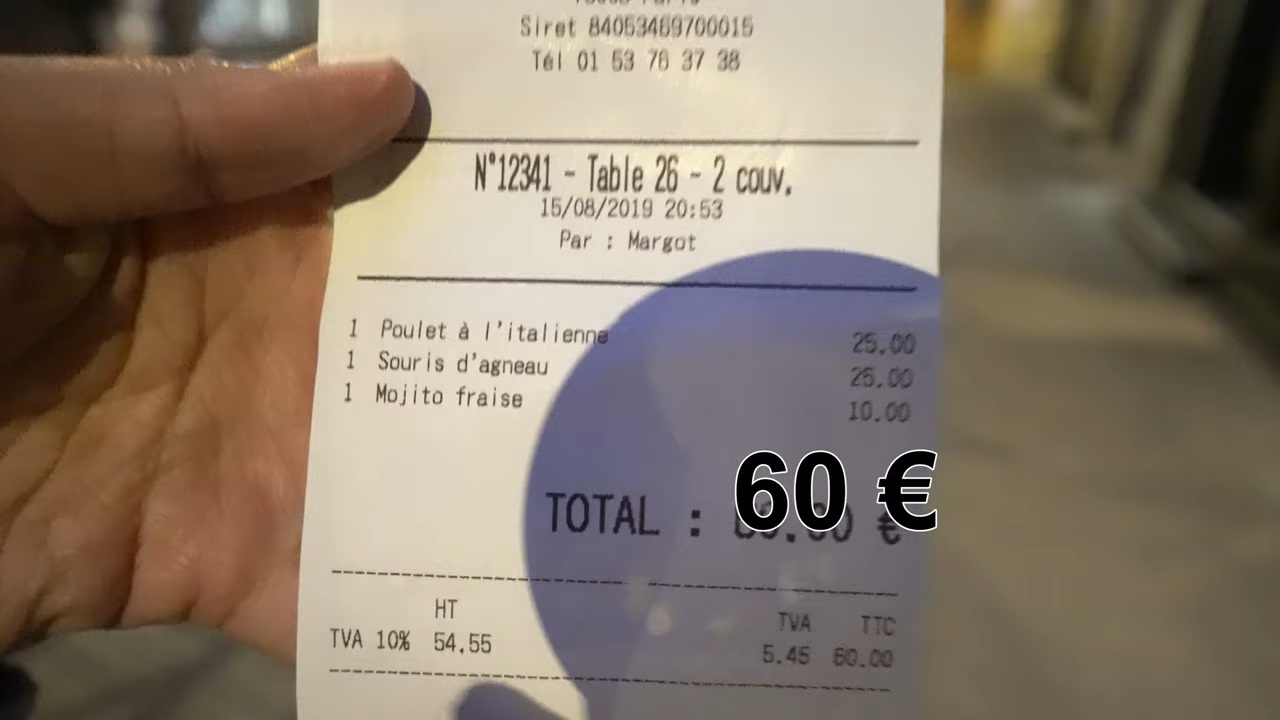 Siret 84053469700015
Tél 01 53 76 37 38
N°12341 - Table 26 - 2 couv.
15/08/2019 20:53
Par : Margot
1 Poulet à l'italienne 25.00
1 Souris d'agneau 25.00
1 Mojito fraise 10.00
TOTAL : 60 €
HT TVA TTC
TVA 10% 54.55 5.45 60.00